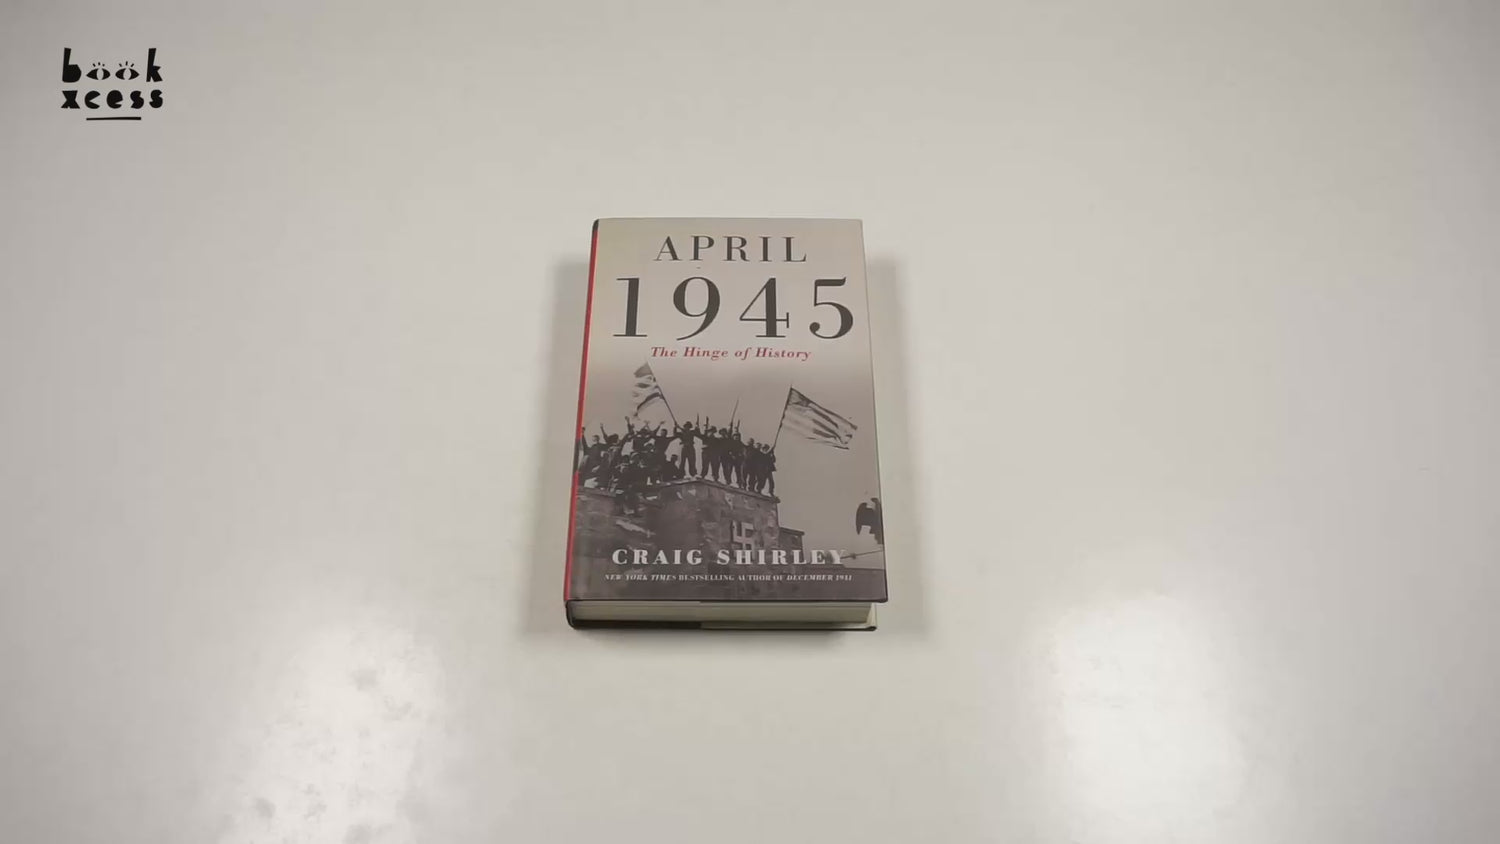 book
xcess
APRIL
1945
The Hinge of History
CRAIG SHIRLEY
NEW YORK TIMES BESTSELLING AUTHOR OF DECEMBER 1941